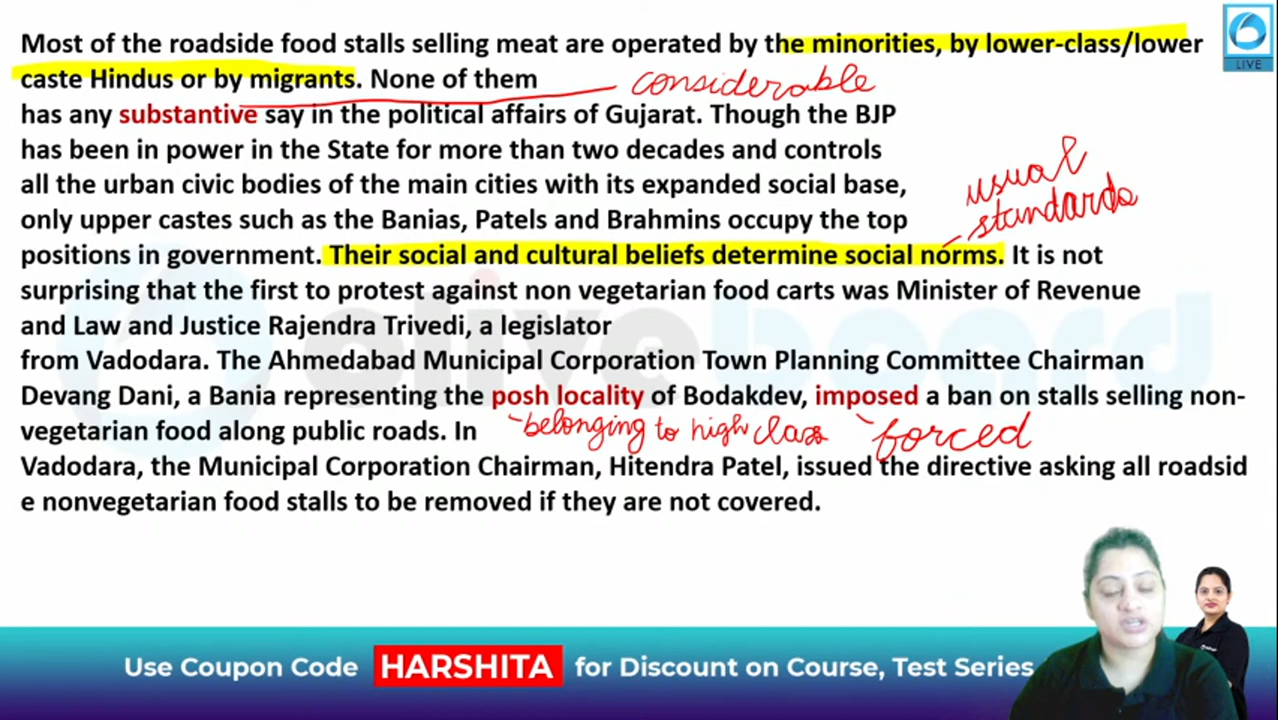 Most of the roadside food stalls selling meat are operated by the minorities, by lower-class/lower
caste Hindus or by migrants. None of them
considerable
has any substantive say in the political affairs of Gujarat. Though the BJP
has been in power in the State for more than two decades and controls
all the urban civic bodies of the main cities with its expanded social base,
usual
standards
only upper castes such as the Banias, Patels and Brahmins occupy the top
positions in government. Their social and cultural beliefs determine social norms. It is not
surprising that the first to protest against non vegetarian food carts was Minister of Revenue
and Law and Justice Rajendra Trivedi, a legislator
from Vadodara. The Ahmedabad Municipal Corporation Town Planning Committee Chairman
Devang Dani, a Bania representing the posh locality of Bodakdev, imposed a ban on stalls selling non-
vegetarian food along public roads. In
belonging to high class
forced
Vadodara, the Municipal Corporation Chairman, Hitendra Patel, issued the directive asking all roadsid
e nonvegetarian food stalls to be removed if they are not covered.
LIVE
oliveboard
Use Coupon Code HARSHITA for Discount on Course, Test Series